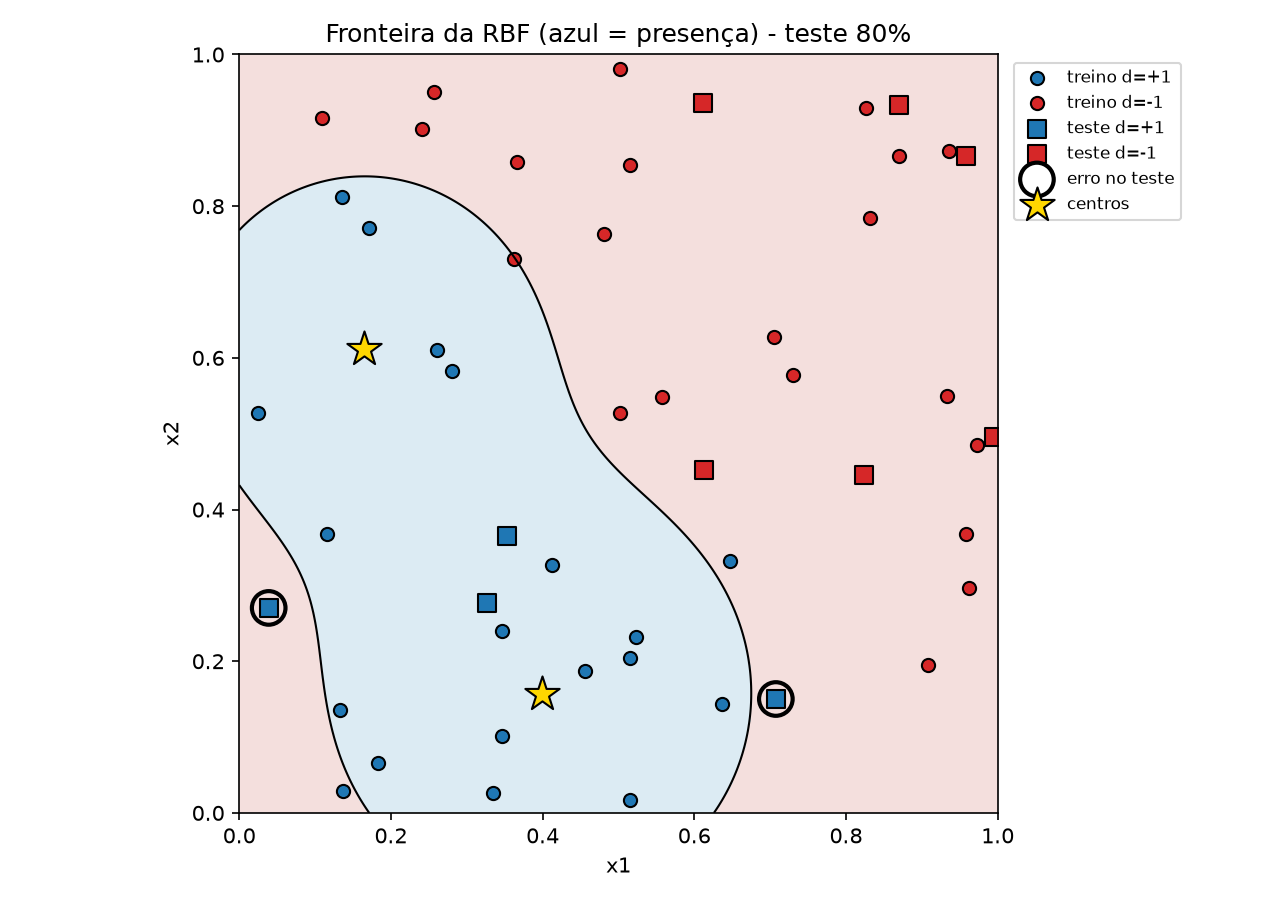 Fronteira da RBF (azul = presença) - teste 80%
treino d=+1
treino d=-1
teste d=+1
teste d=-1
erro no teste
centros
1.0
0.8
0.6
0.4
0.2
0.0
x2
0.0 0.2 0.4 0.6 0.8 1.0
x1